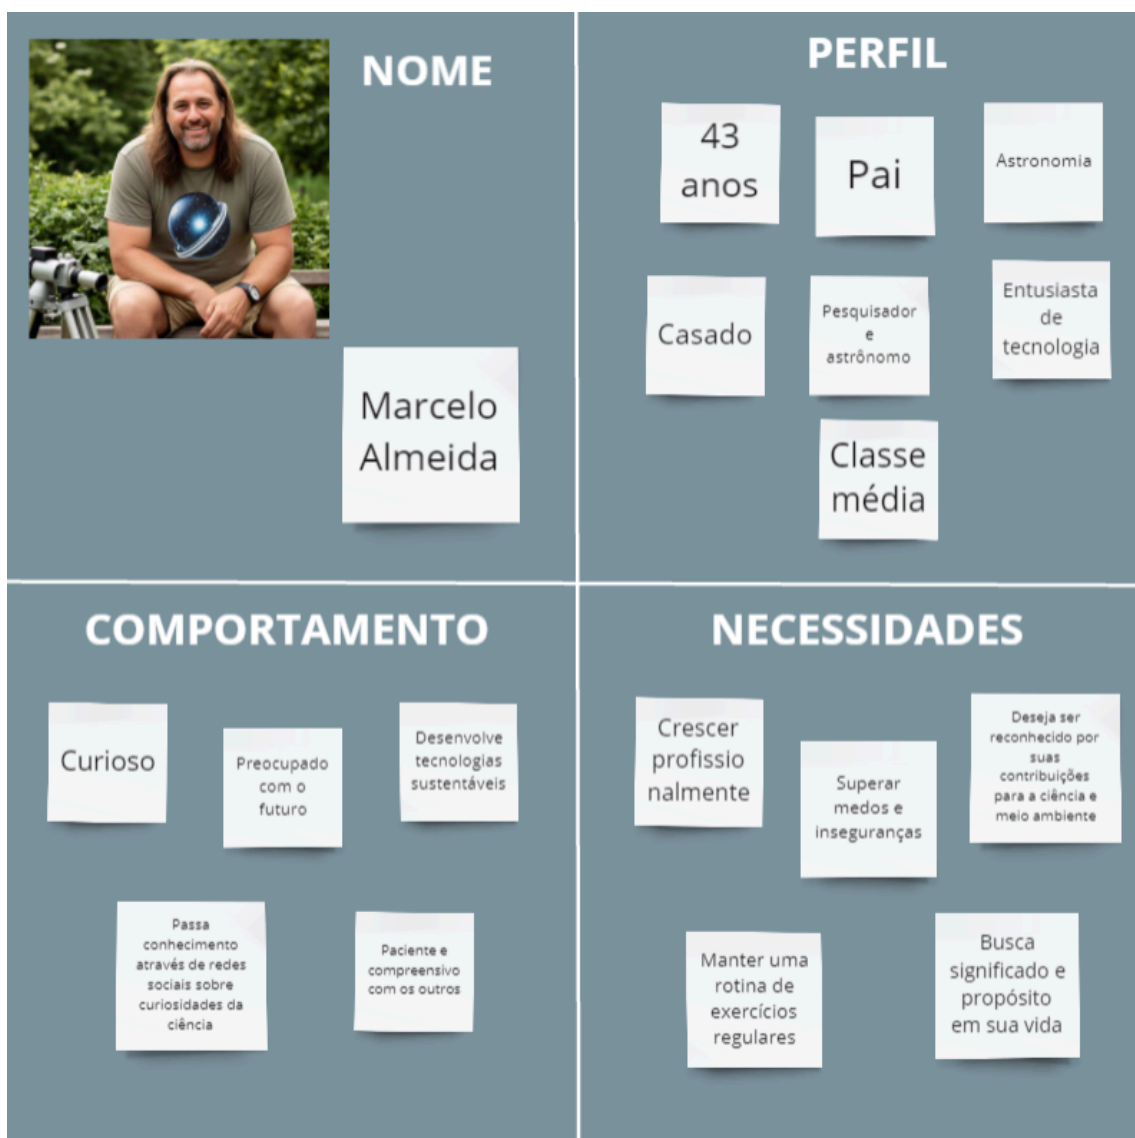 NOME
Marcelo
Almeida
PERFIL
43
anos
Pai
Astronomia
Casado
Pesquisador
e
astrônomo
Entusiasta
de
tecnologia
Classe
média
COMPORTAMENTO
Curioso
Preocupado
com o
futuro
Desenvolve
tecnologias
sustentáveis
Passa
conhecimento
através de redes
sociais sobre
curiosidades da
ciência
Paciente e
compreensivo
com os outros
NECESSIDADES
Crescer
profissio
nalmente
Superar
medos e
inseguranças
Deseja ser
reconhecido por
suas
contribuições
para a ciência e
meio ambiente
Manter uma
rotina de
exercícios
regulares
Busca
significado e
propósito
em sua vida